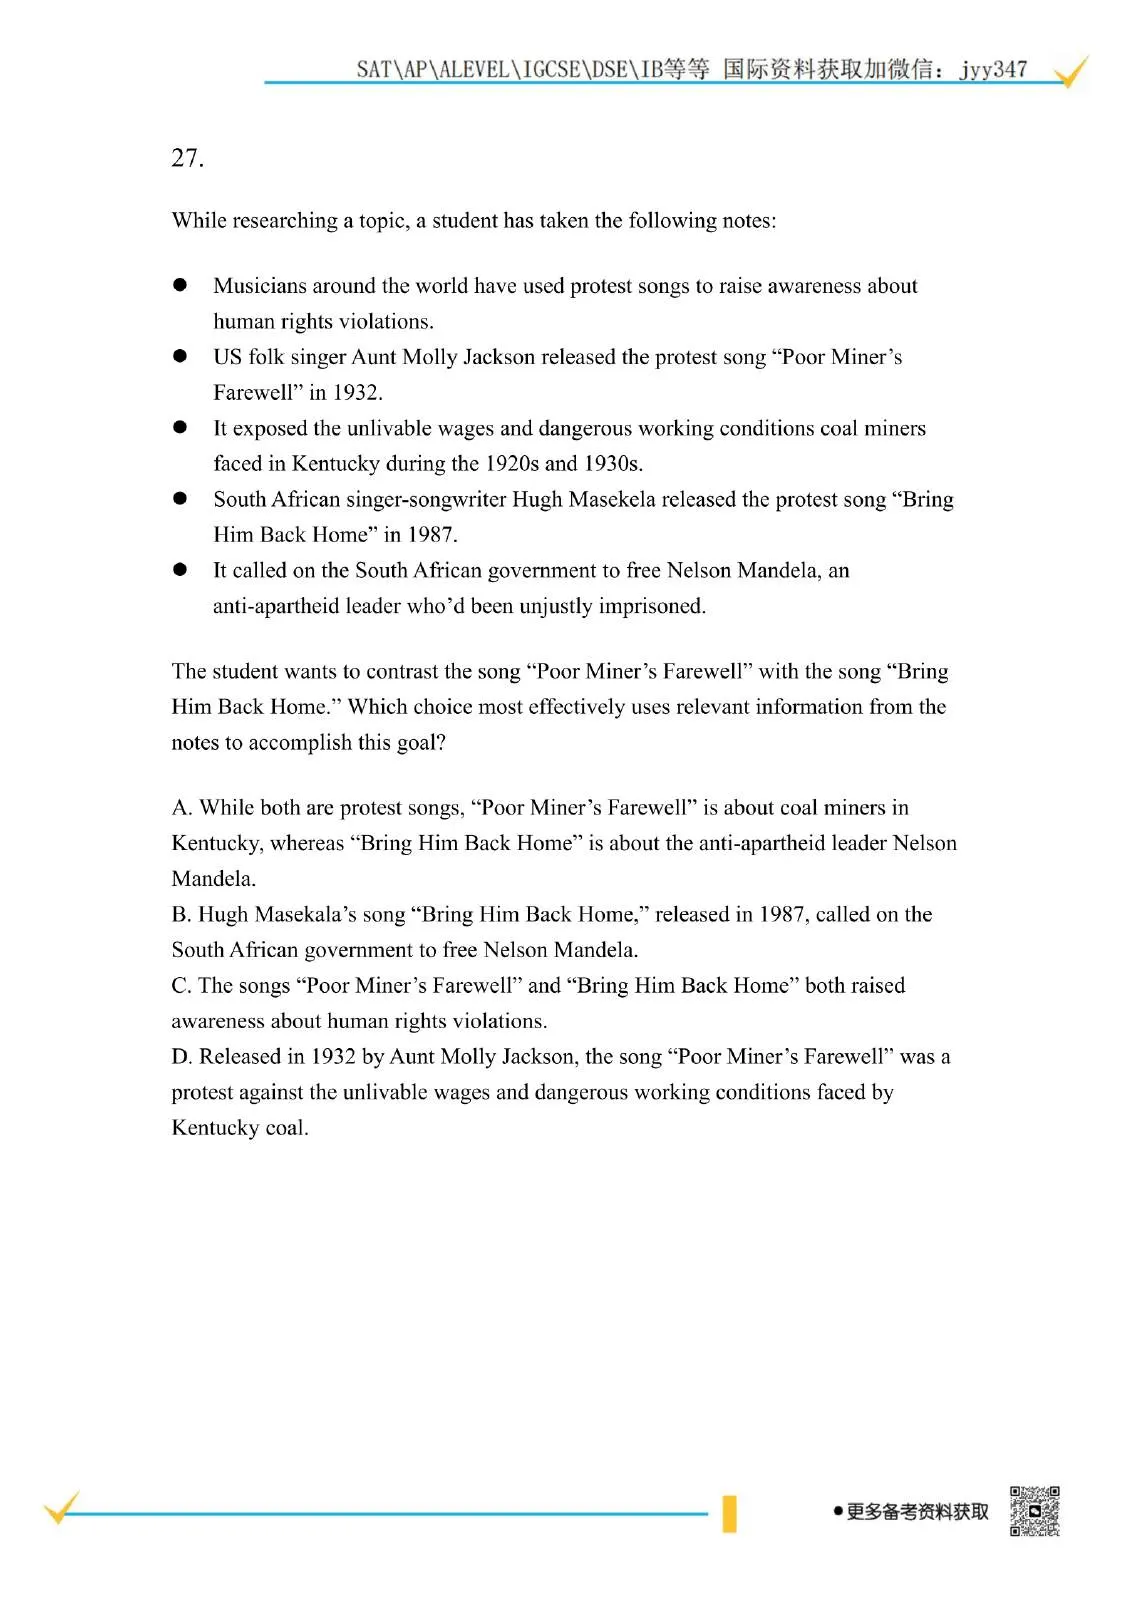 SAT\AP\ALEVEL\IGCSE\DSE\IB等等 国际资料获取加微信：jyy347
27.
While researching a topic, a student has taken the following notes:
● Musicians around the world have used protest songs to raise awareness about
human rights violations.
● US folk singer Aunt Molly Jackson released the protest song “Poor Miner’s
Farewell” in 1932.
● It exposed the unlivable wages and dangerous working conditions coal miners
faced in Kentucky during the 1920s and 1930s.
● South African singer-songwriter Hugh Masekela released the protest song “Bring
Him Back Home” in 1987.
● It called on the South African government to free Nelson Mandela, an
anti-apartheid leader who’d been unjustly imprisoned.
The student wants to contrast the song “Poor Miner’s Farewell” with the song “Bring
Him Back Home.” Which choice most effectively uses relevant information from the
notes to accomplish this goal?
A. While both are protest songs, “Poor Miner’s Farewell” is about coal miners in
Kentucky, whereas “Bring Him Back Home” is about the anti-apartheid leader Nelson
Mandela.
B. Hugh Masekala’s song “Bring Him Back Home,” released in 1987, called on the
South African government to free Nelson Mandela.
C. The songs “Poor Miner’s Farewell” and “Bring Him Back Home” both raised
awareness about human rights violations.
D. Released in 1932 by Aunt Molly Jackson, the song “Poor Miner’s Farewell” was a
protest against the unlivable wages and dangerous working conditions faced by
Kentucky coal.
●更多备考资料获取